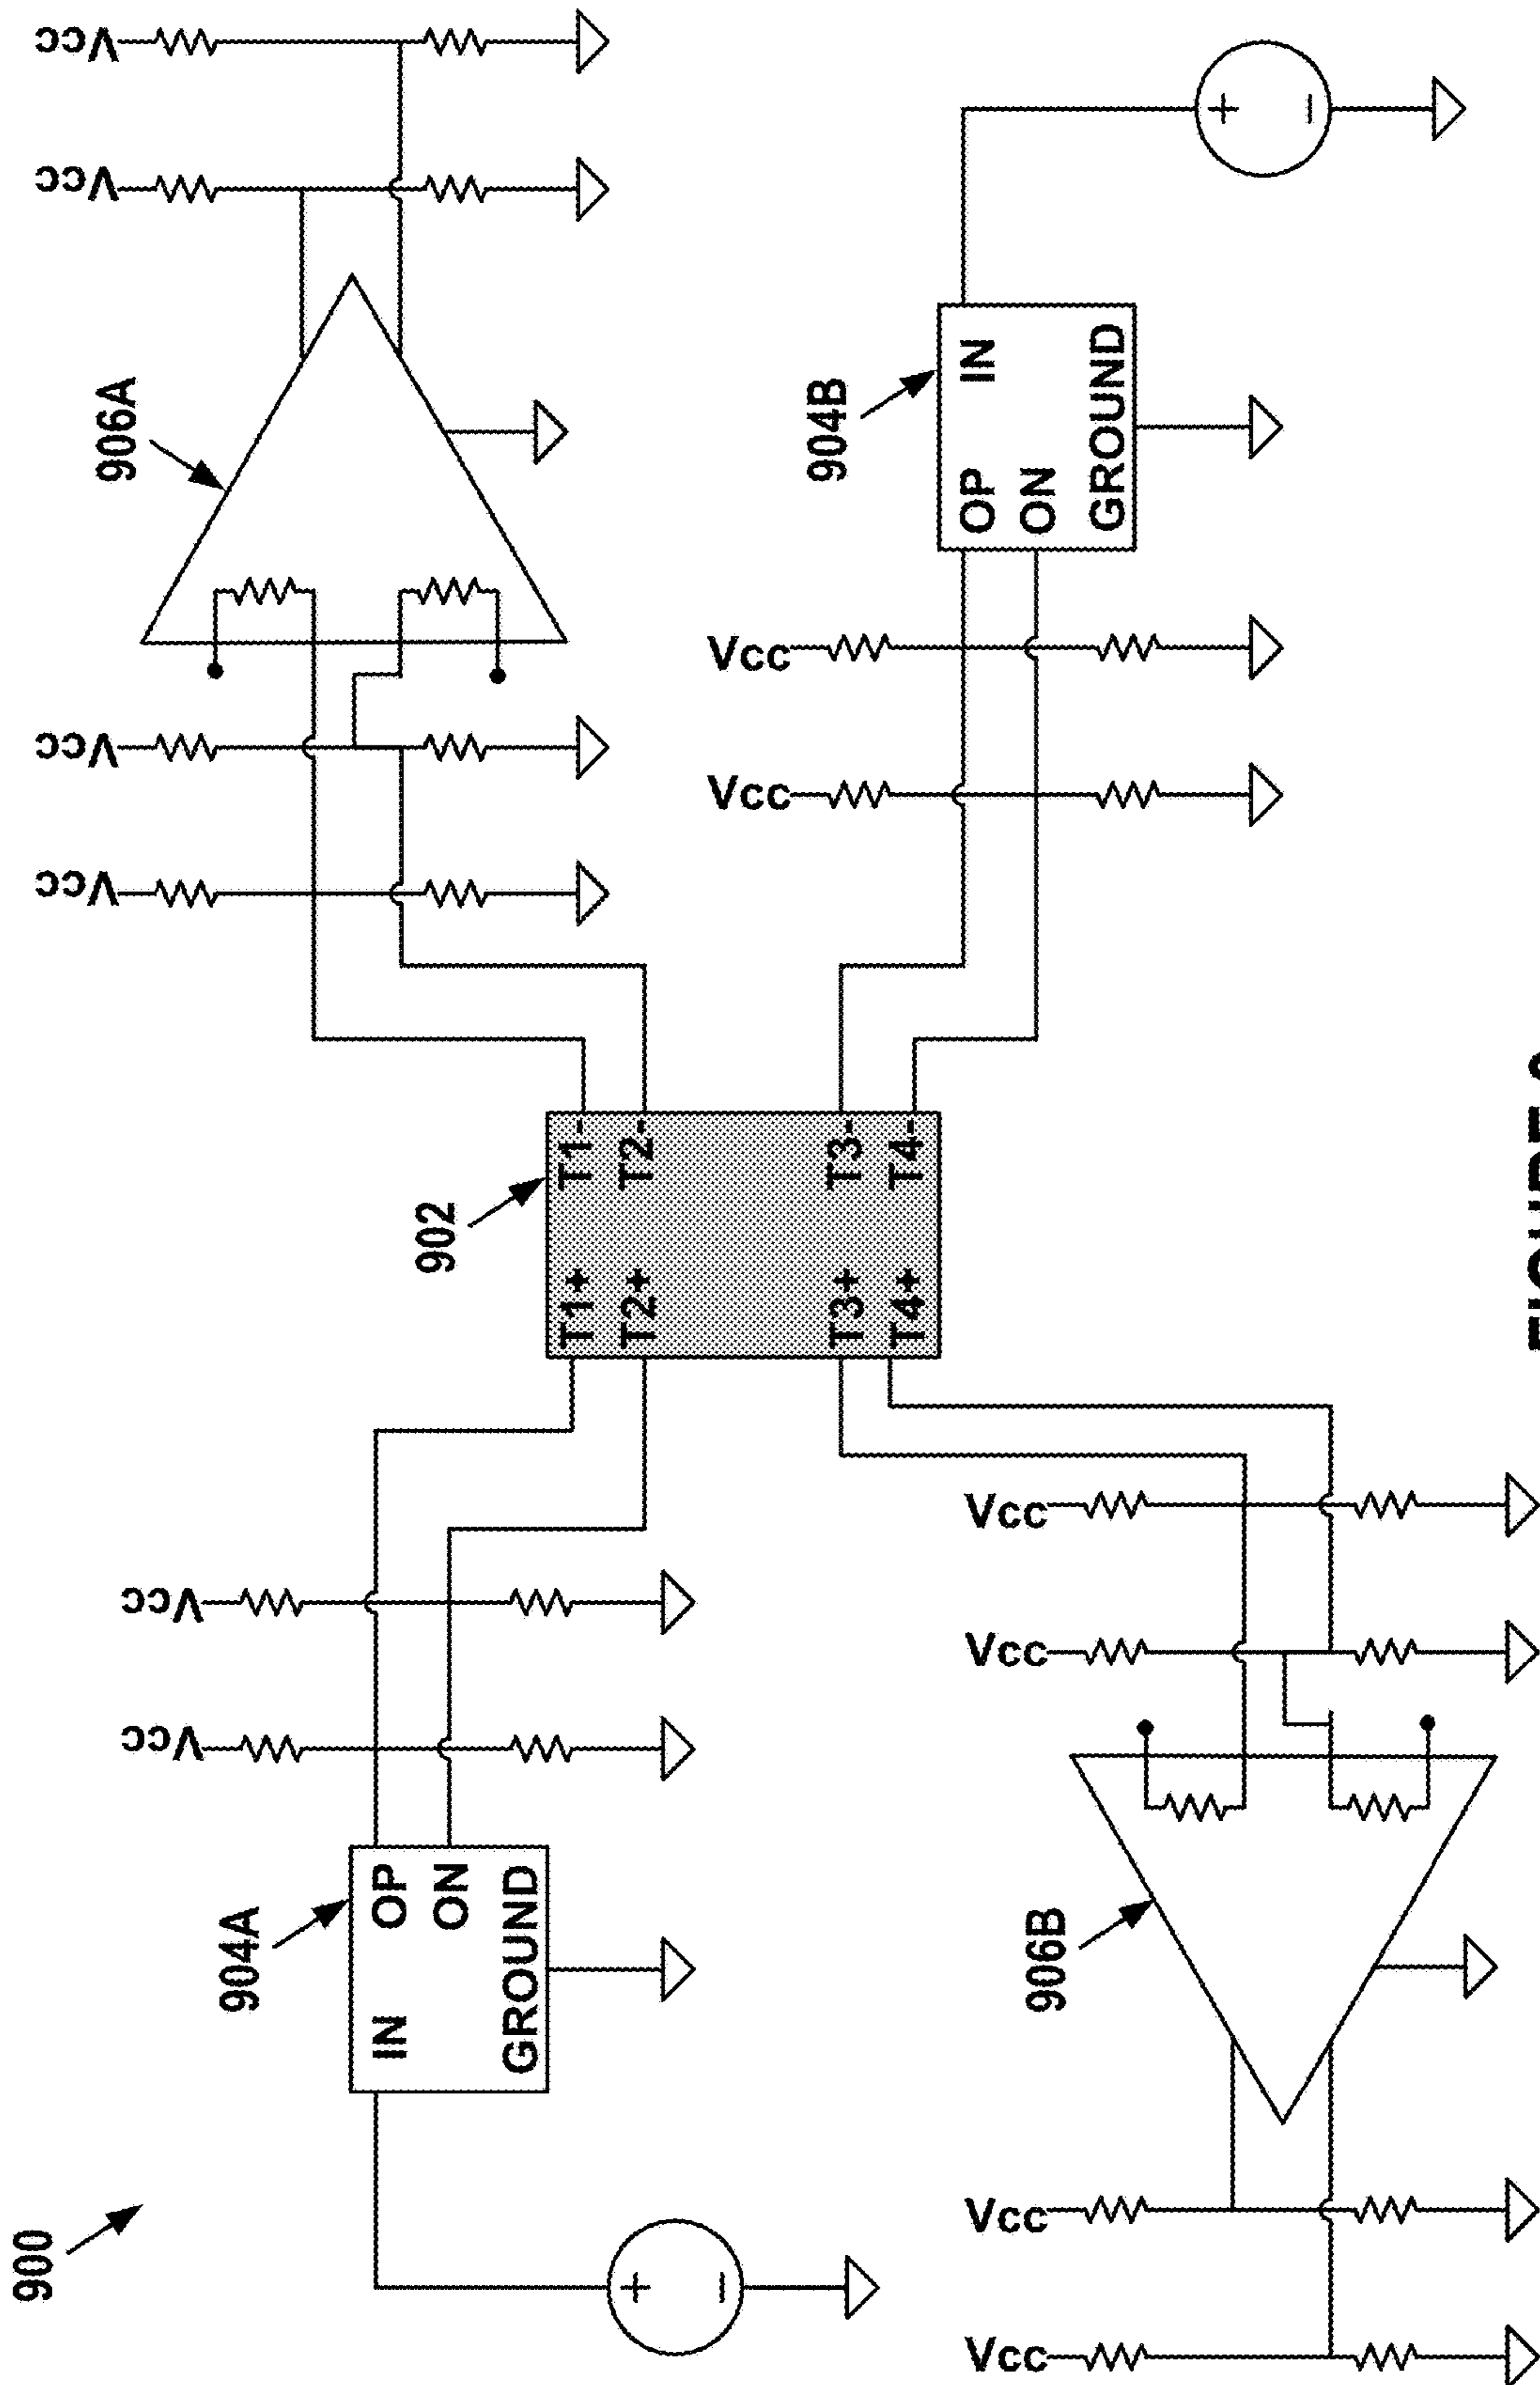 900
Vcc
Vcc
Vcc
Vcc
906A
Vcc
Vcc
904A
IN OP
ON
GROUND
902
T1+ T1-
T2+ T2-
T3+ T3-
T4+ T4-
Vcc
Vcc
904B
OP IN
ON
GROUND
Vcc
Vcc
Vcc
Vcc
906B